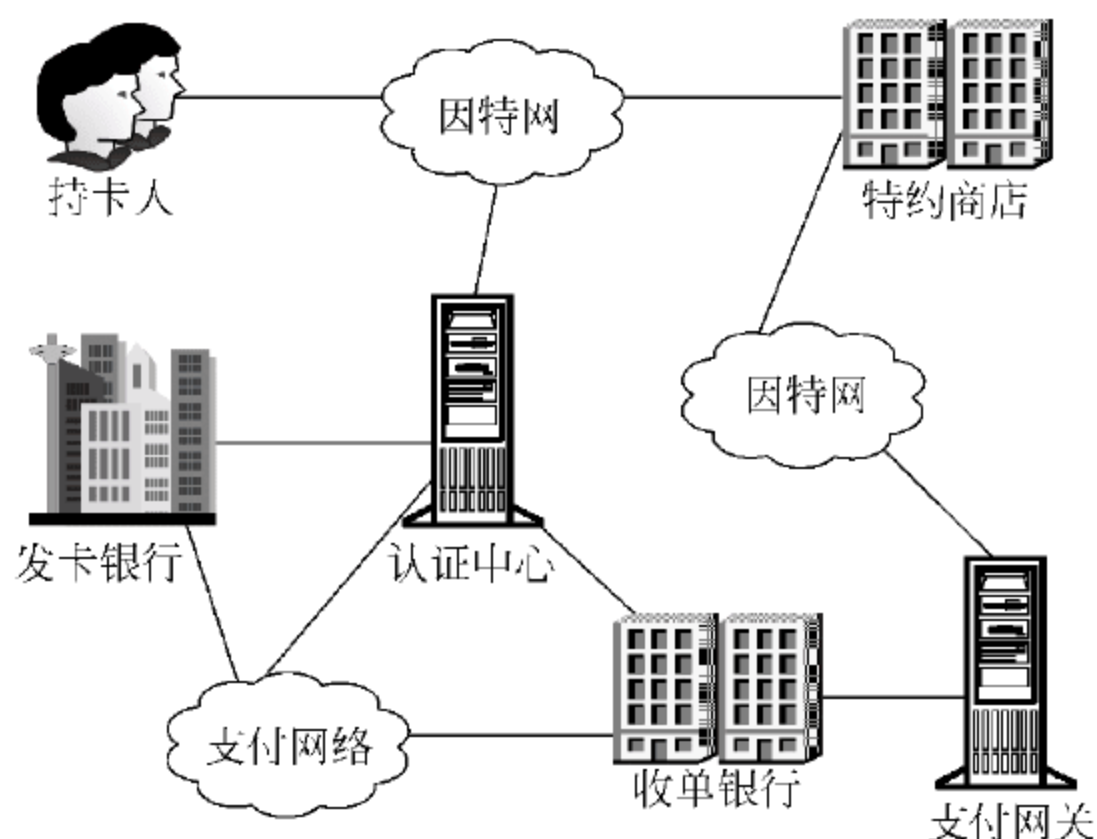 因特网
持卡人
特约商店
因特网
发卡银行
认证中心
支付网络
收单银行
支付网关